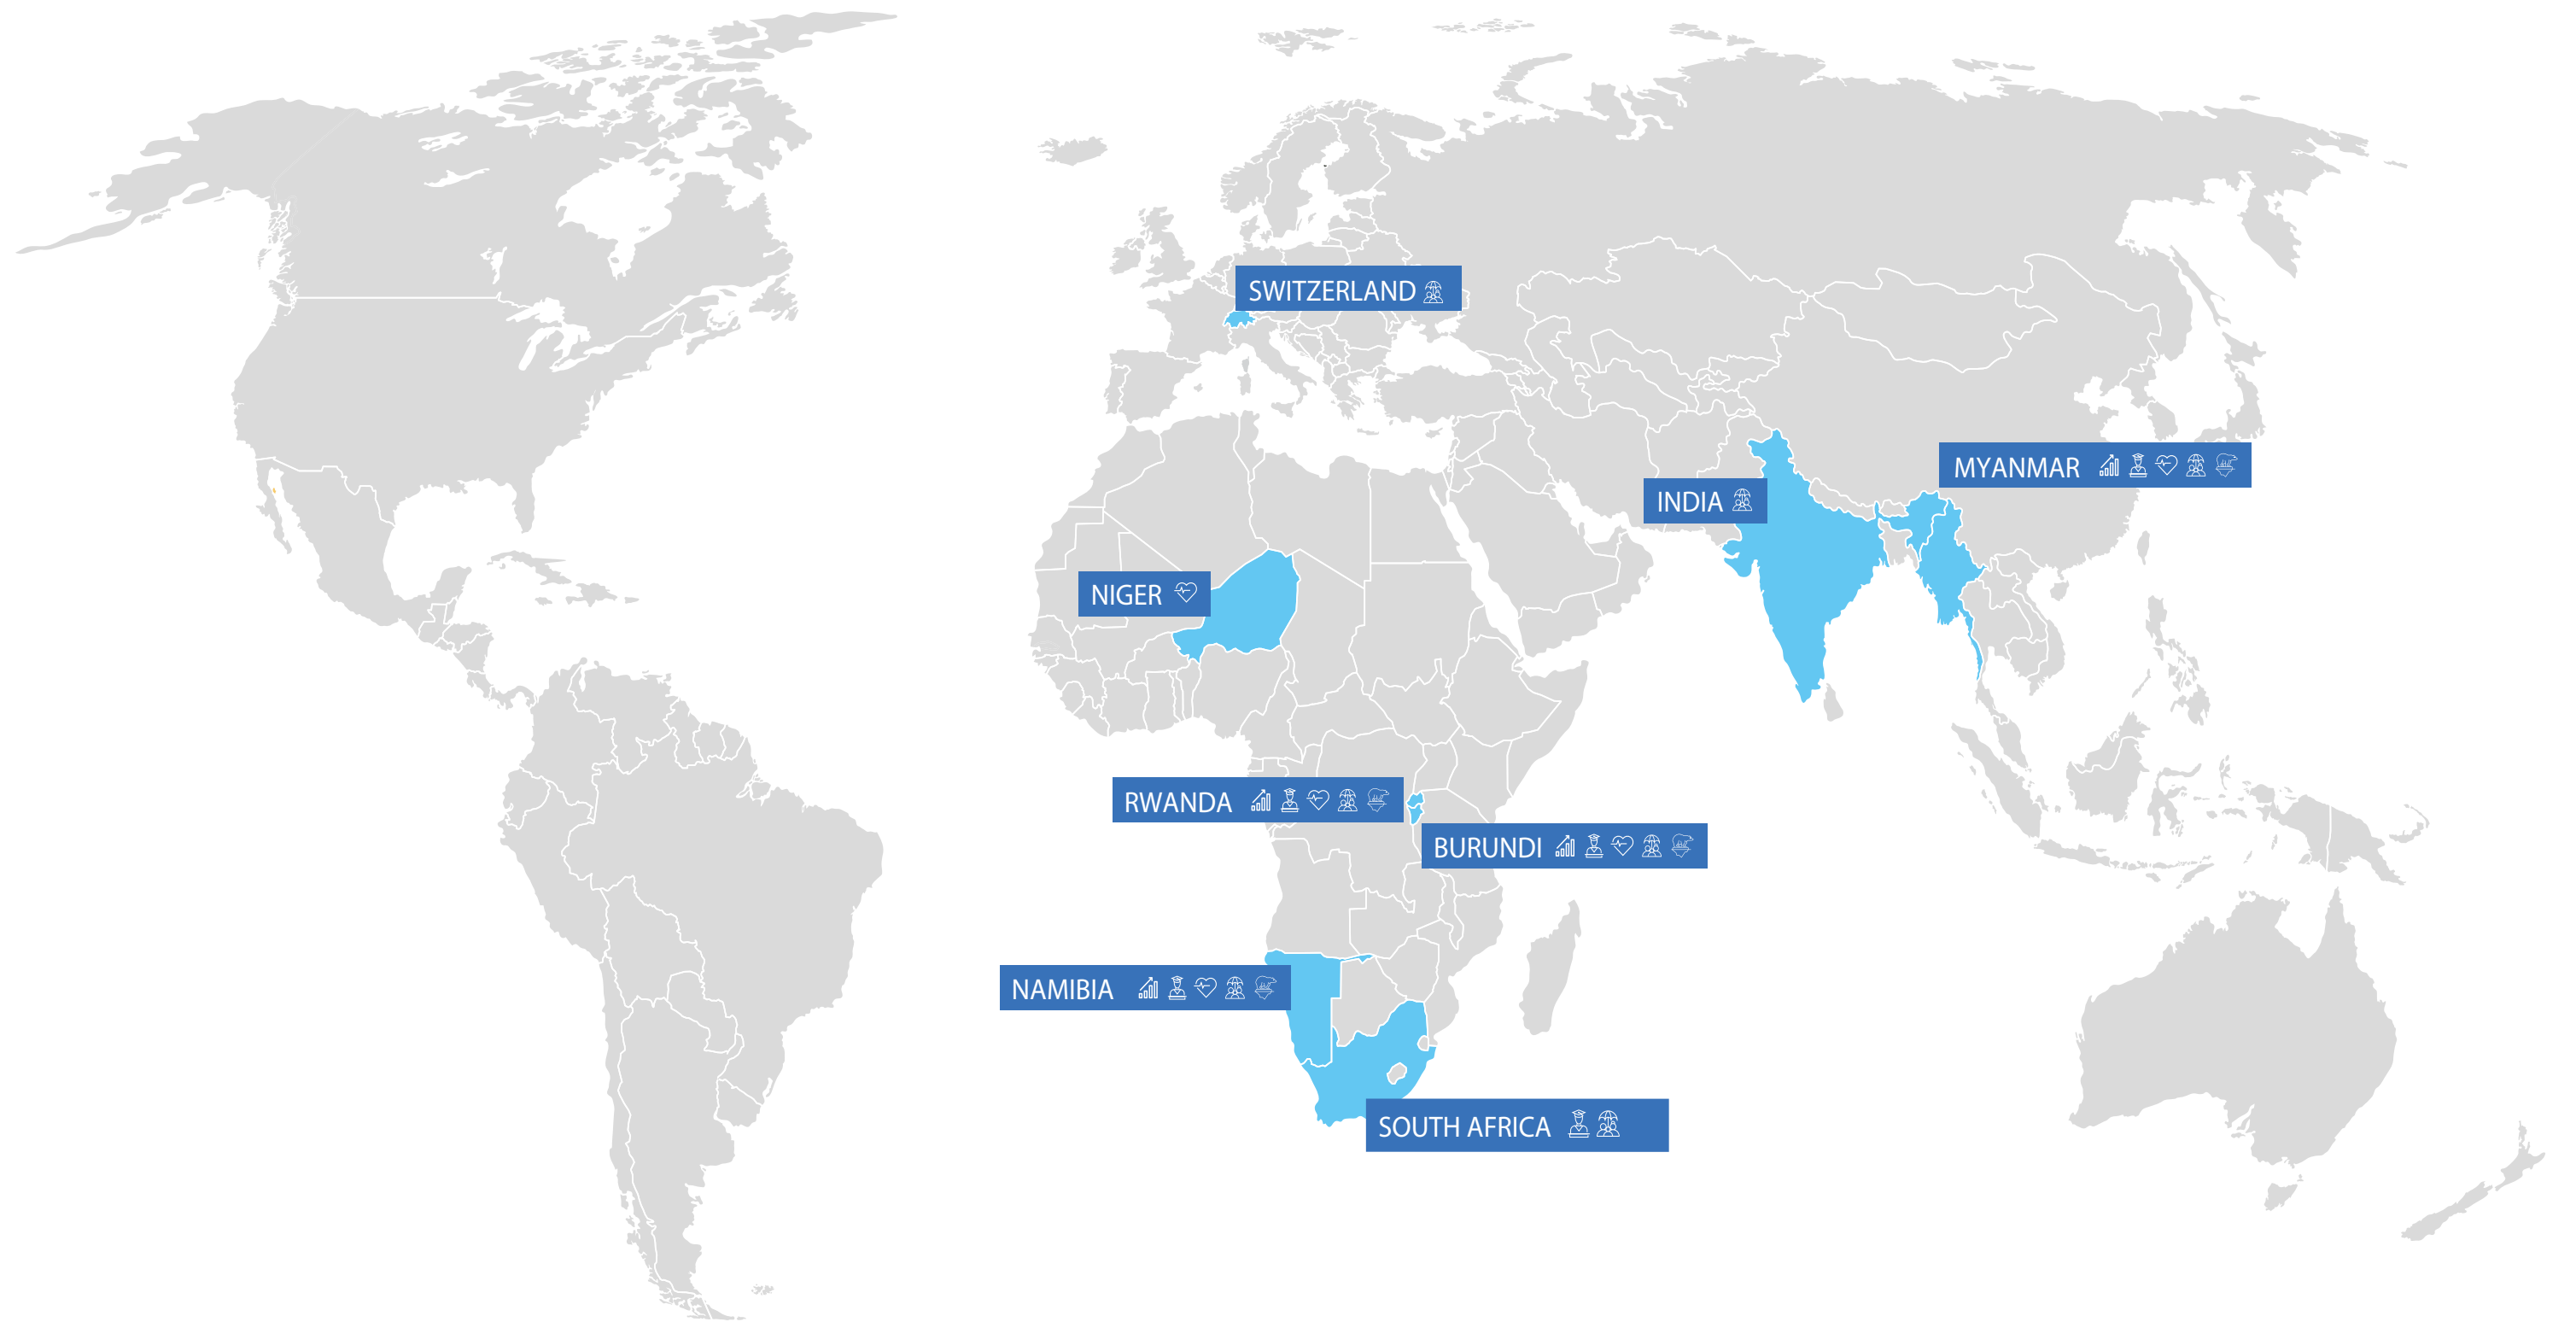 SWITZERLAND
MYANMAR
INDIA
NIGER
RWANDA
BURUNDI
NAMIBIA
SOUTH AFRICA